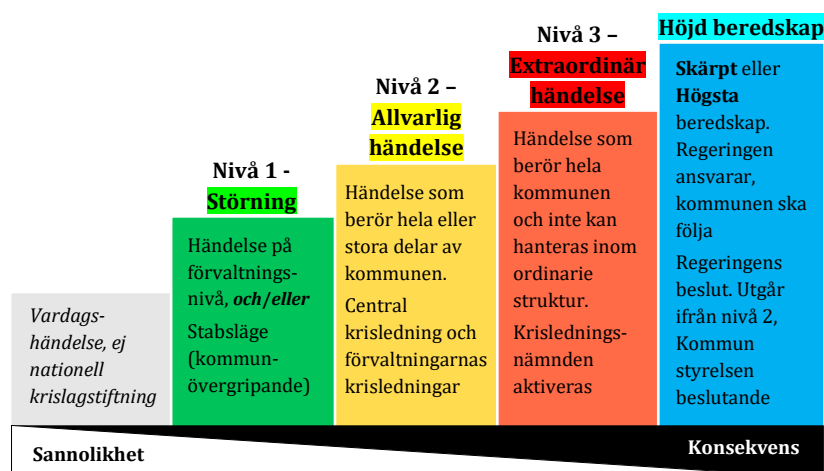 Vardags-
händelse, ej
nationell
krislagstiftning
Nivå 1 -
Störning
Händelse på
förvaltnings-
nivå, och/eller
Stabsläge
(kommun-
övergripande)
Nivå 2 –
Allvarlig
händelse
Händelse som
berör hela eller
stora delar av
kommunen.
Central
krisledning och
förvaltningarnas
krisledningar
Nivå 3 –
Extraordinär
händelse
Händelse som
berör hela
kommunen
och inte kan
hanteras inom
ordinarie
struktur.
Krislednings-
nämnden
aktiveras
Höjd beredskap
Skärpt eller
Högsta
beredskap.
Regeringen
ansvarar,
kommunen ska
följa
Regeringens
beslut. Utgår
ifrån nivå 2,
Kommun
styrelsen
beslutande
Sannolikhet
Konsekvens